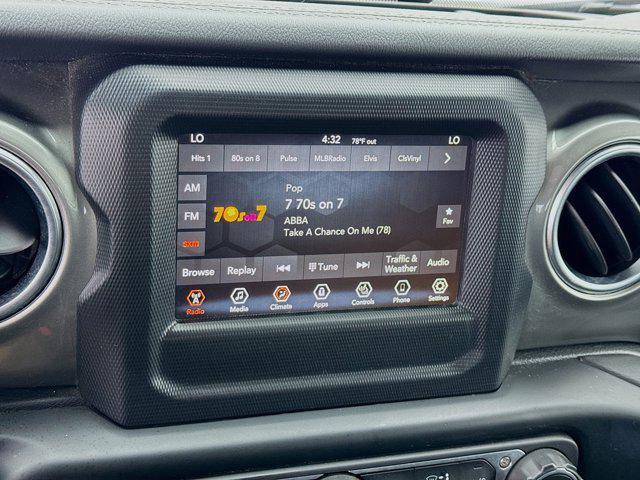 LO 4:32 78°F out LO
Hits 1 80s on 8 Pulse MLBRadio Elvis ClsVinyl
AM
Pop
70s on 7
7 70s on 7
FM
ABBA
Fav
Take A Chance On Me (78)
sxm
Browse Replay Tune Traffic & Weather Audio
Radio Media Climate Apps Controls Phone Settings